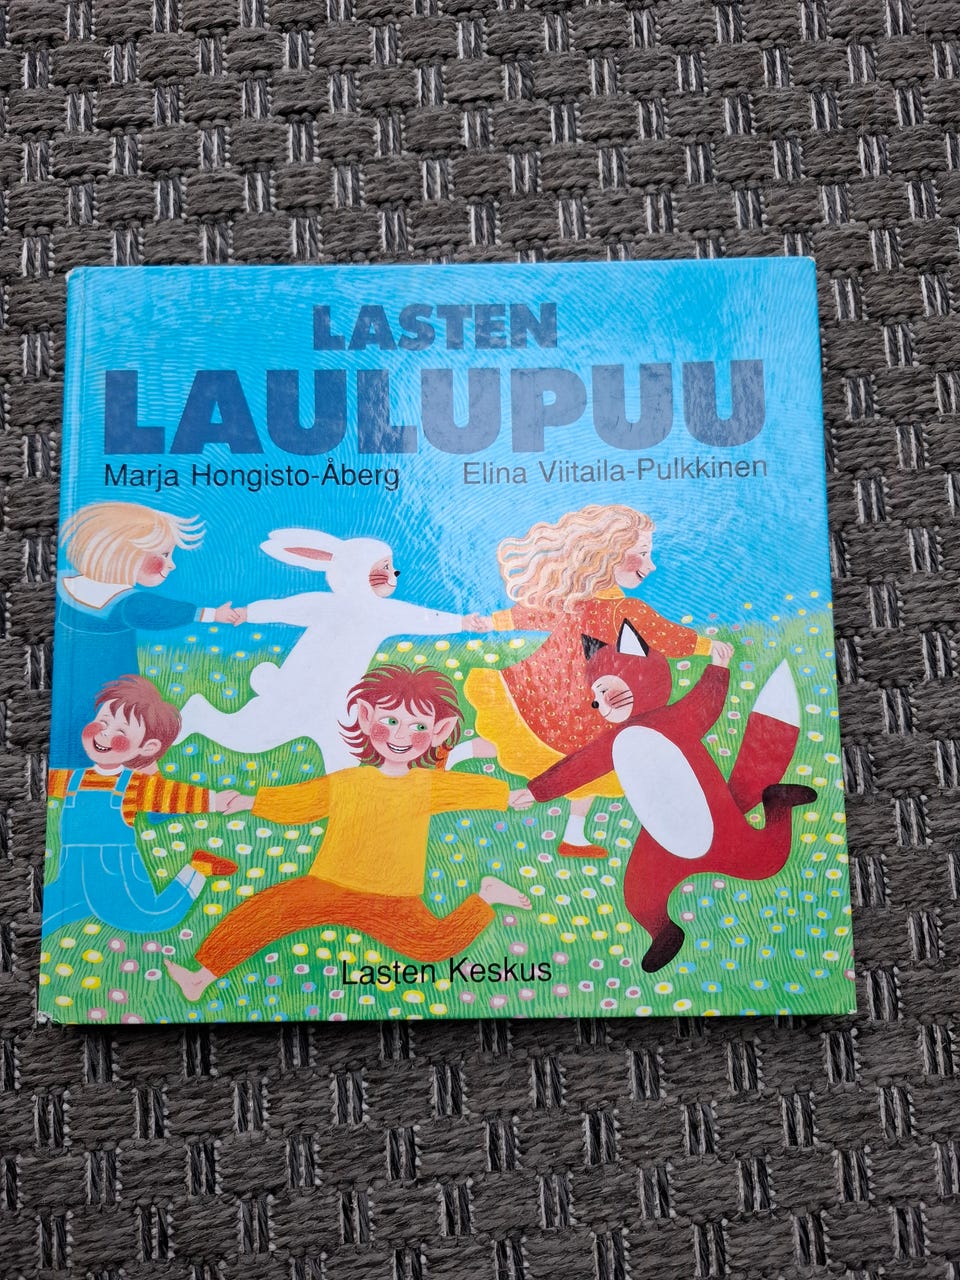 LASTEN
LAULUPUU
Marja Hongisto-Åberg Elina Viitaila-Pulkkinen
Lasten Keskus